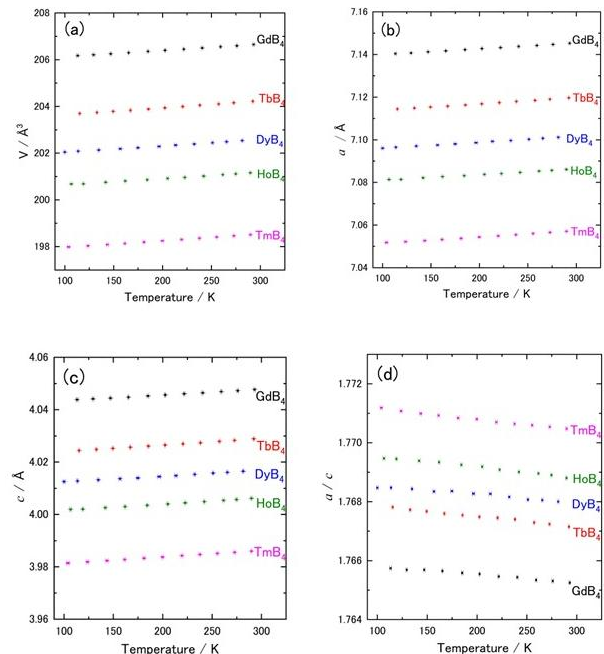 (a)
V / Å³
208
206
204
202
200
198
GdB₄
TbB₄
DyB₄
HoB₄
TmB₄
100 150 200 250 300
Temperature / K
(b)
a / Å
7.14
7.12
7.10
7.08
7.06
7.04
GdB₄
TbB₄
DyB₄
HoB₄
TmB₄
100 150 200 250 300
Temperature / K
(c)
c / Å
4.06
4.04
4.02
4.00
3.98
3.96
GdB₄
TbB₄
DyB₄
HoB₄
TmB₄
100 150 200 250 300
Temperature / K
(d)
a / c
1.772
1.770
1.768
1.766
1.764
TmB₄
HoB₄
DyB₄
TbB₄
GdB₄
100 150 200 250 300
Temperature / K